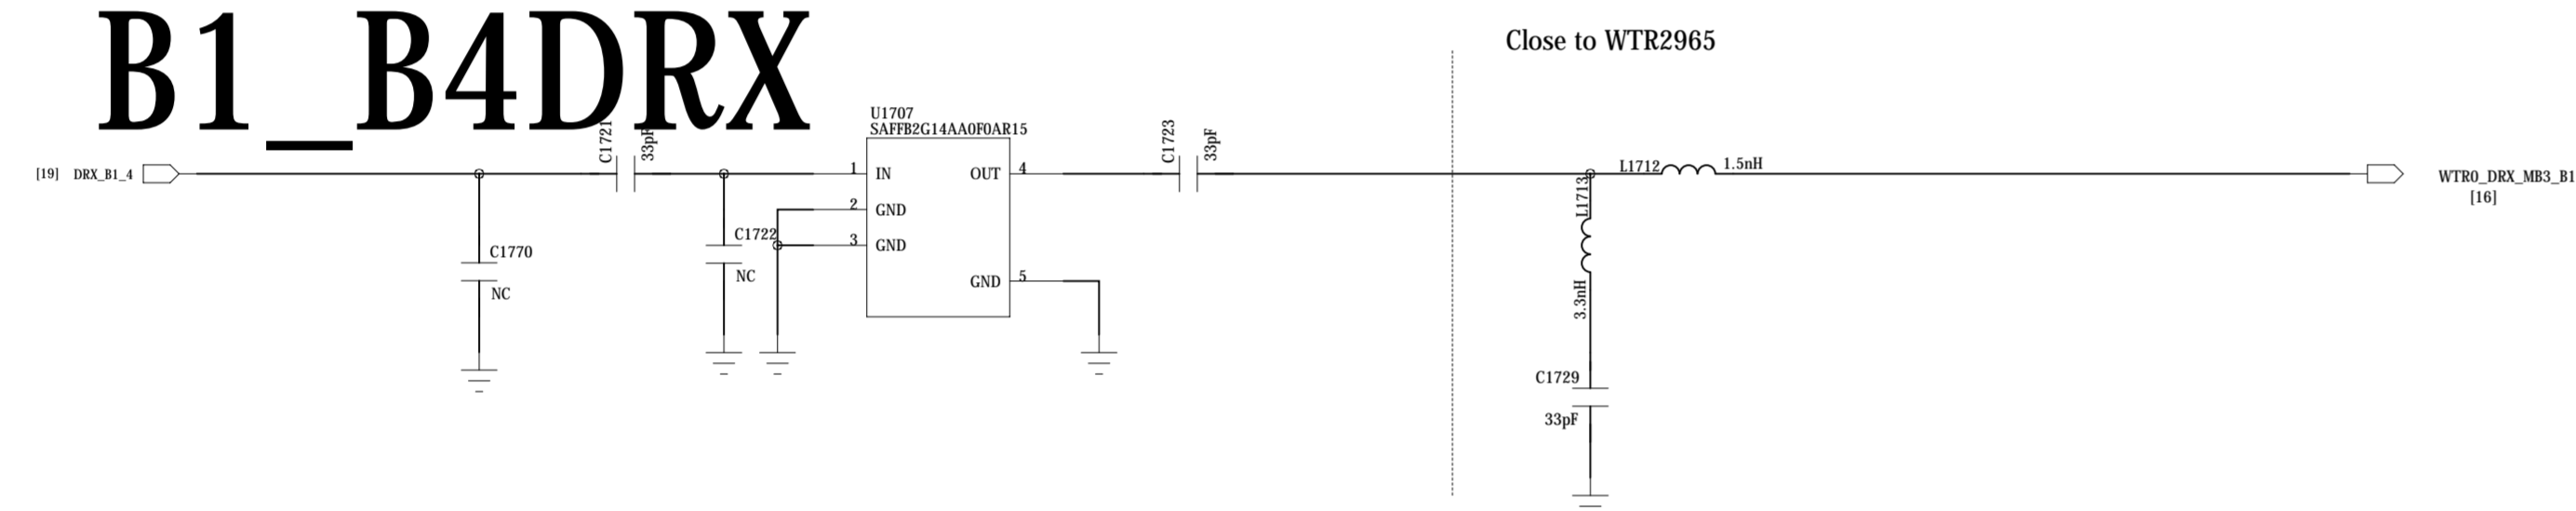 B1_B4DRX
Close to WTR2965
U1707
SAFFB2G14AA0F0AR15
C1721
33pF
C1723
33pF
[19] DRX_B1_4
1 IN
OUT 4
2 GND
3 GND
GND 5
C1770
NC
C1722
NC
L1712
1.5nH
L1713
3.3nH
C1729
33pF
WTR0_DRX_MB3_B1
[16]